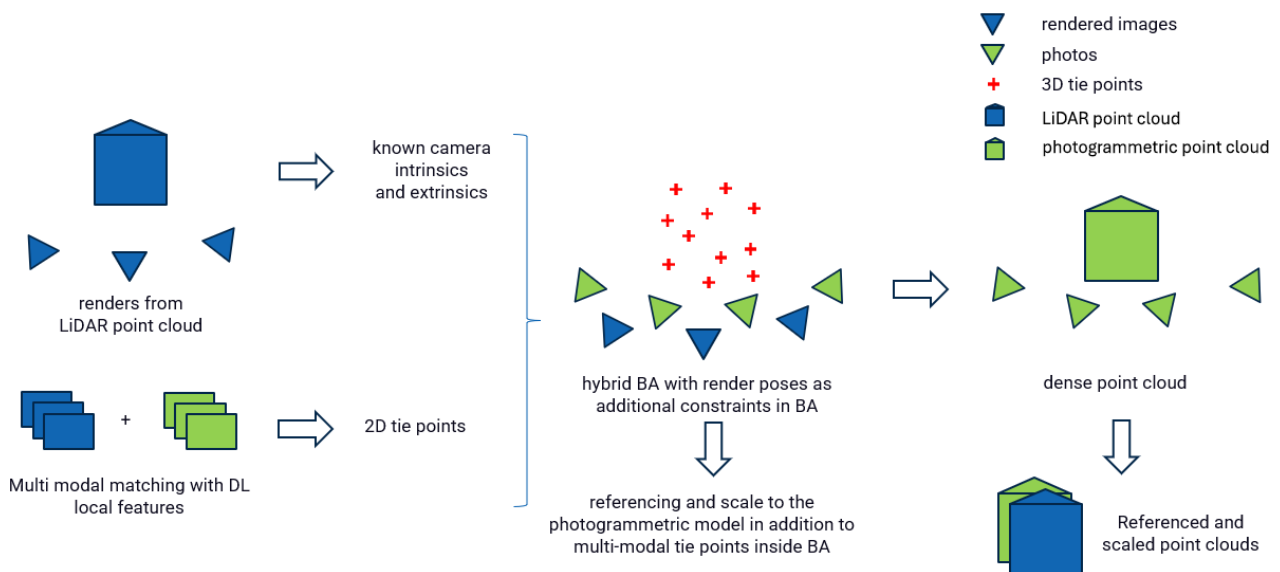 rendered images
photos
3D tie points
LiDAR point cloud
photogrammetric point cloud
known camera
intrinsics
and extrinsics
renders from
LiDAR point cloud
+
2D tie points
Multi modal matching with DL
local features
hybrid BA with render poses as
additional constraints in BA
referencing and scale to the
photogrammetric model in addition to
multi-modal tie points inside BA
dense point cloud
Referenced and
scaled point clouds